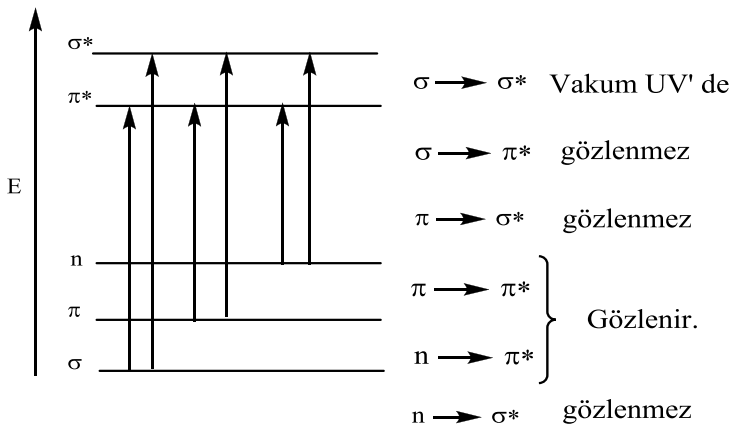 σ*
π*
E
n
π
σ
σ → σ* Vakum UV' de
σ → π* gözlenmez
π → σ* gözlenmez
π → π*
Gözlenir.
n → π*
n → σ* gözlenmez